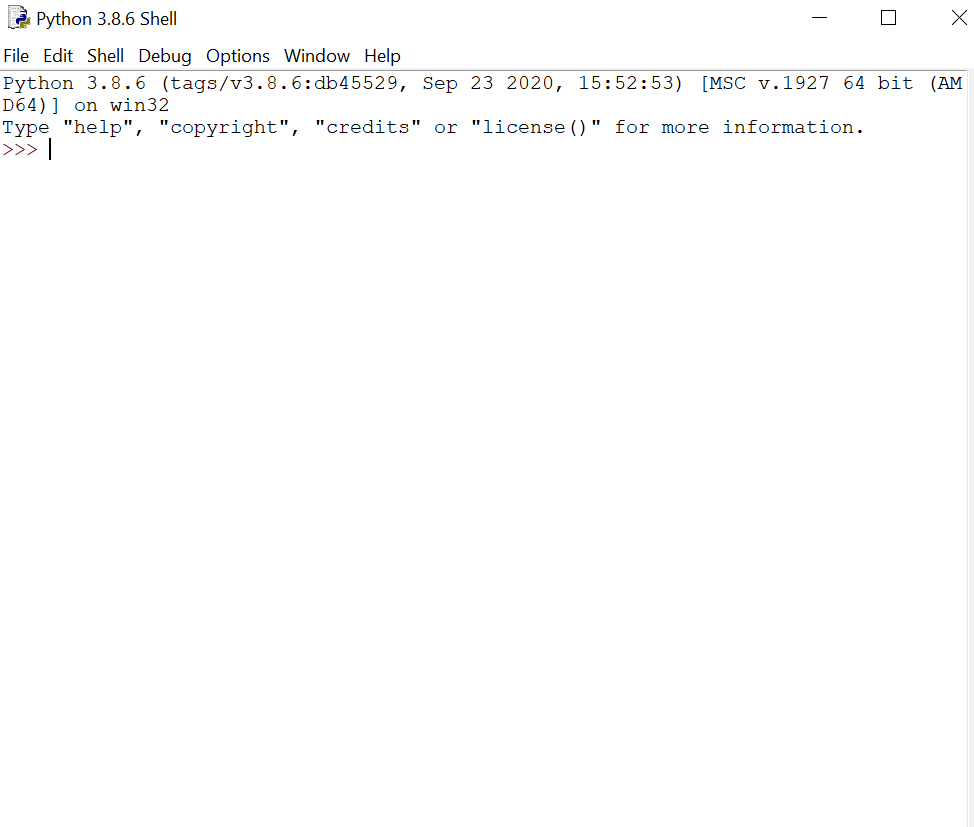 Python 3.8.6 Shell
File Edit Shell Debug Options Window Help
Python 3.8.6 (tags/v3.8.6:db45529, Sep 23 2020, 15:52:53) [MSC v.1927 64 bit (AM
D64)] on win32
Type "help", "copyright", "credits" or "license()" for more information.
>>>